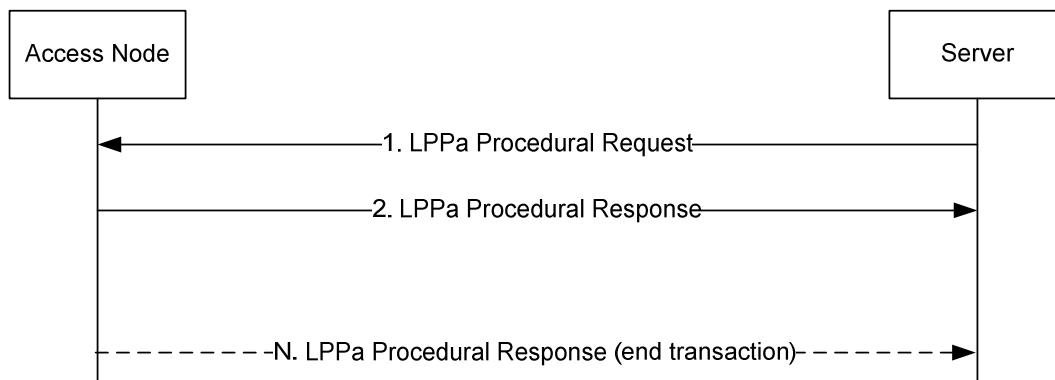 Access Node
Server
1. LPPa Procedural Request
2. LPPa Procedural Response
N. LPPa Procedural Response (end transaction)